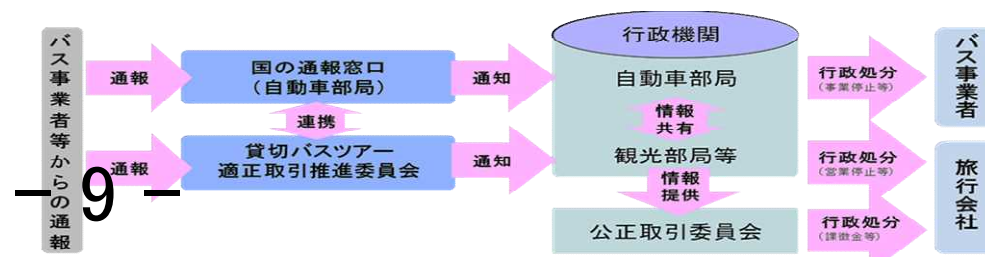 バス事業者等からの通報
通報
国の通報窓口
（自動車部局）
通知
連携
通報
貸切バスツアー
適正取引推進委員会
通知
行政機関
自動車部局
情報
共有
観光部局等
情報
提供
公正取引委員会
行政処分
（事業停止等）
バス事業者
行政処分
（営業停止等）
行政処分
（課徴金等）
旅行会社
－ 9 －